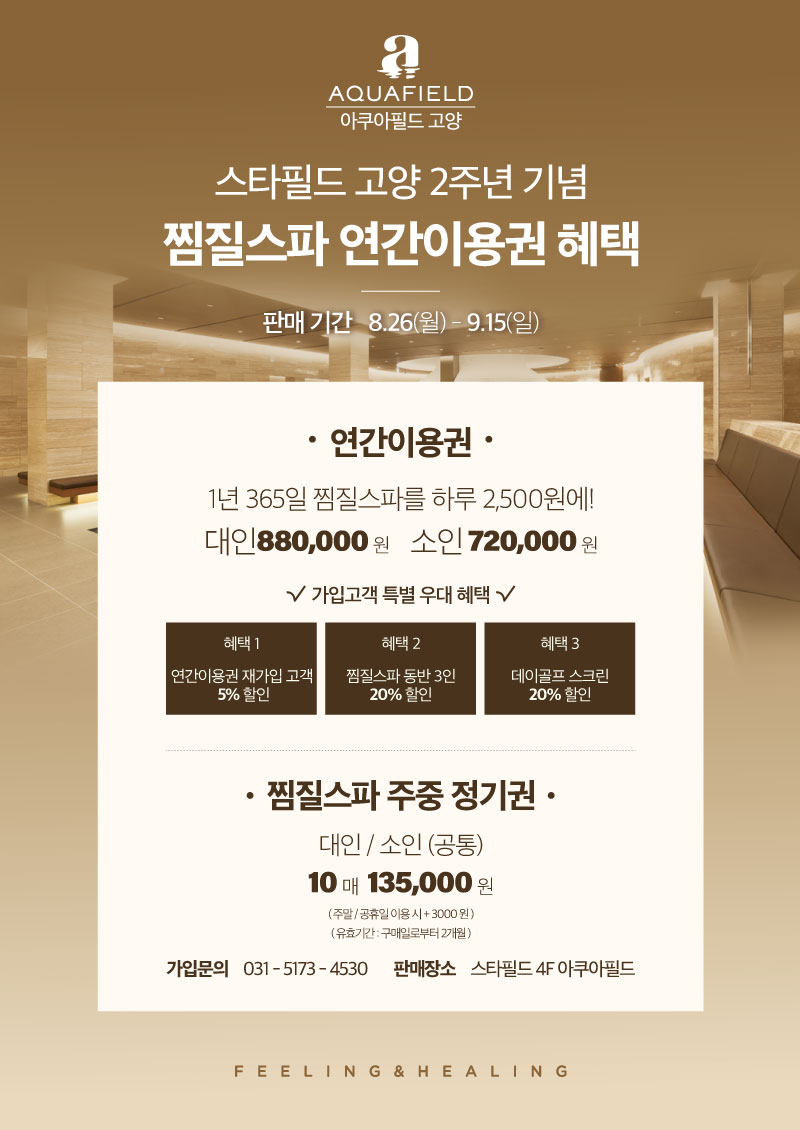 a
AQUAFIELD
아쿠아필드 고양
스타필드 고양 2주년 기념
찜질스파 연간이용권 혜택
판매 기간 8.26(월) - 9.15(일)
· 연간이용권 ·
1년 365일 찜질스파를 하루 2,500원에!
대인880,000 원 소인 720,000 원
✓ 가입고객 특별 우대 혜택 ✓
혜택 1
연간이용권 재가입 고객
5% 할인
혜택 2
찜질스파 동반 3인
20% 할인
혜택 3
데이골프 스크린
20% 할인
· 찜질스파 주중 정기권 ·
대인 / 소인 (공통)
10 매 135,000 원
( 주말 / 공휴일 이용 시 + 3000 원 )
( 유효기간 : 구매일로부터 2개월 )
가입문의 031 - 5173 - 4530 판매장소 스타필드 4F 아쿠아필드
FEELING&HEALING